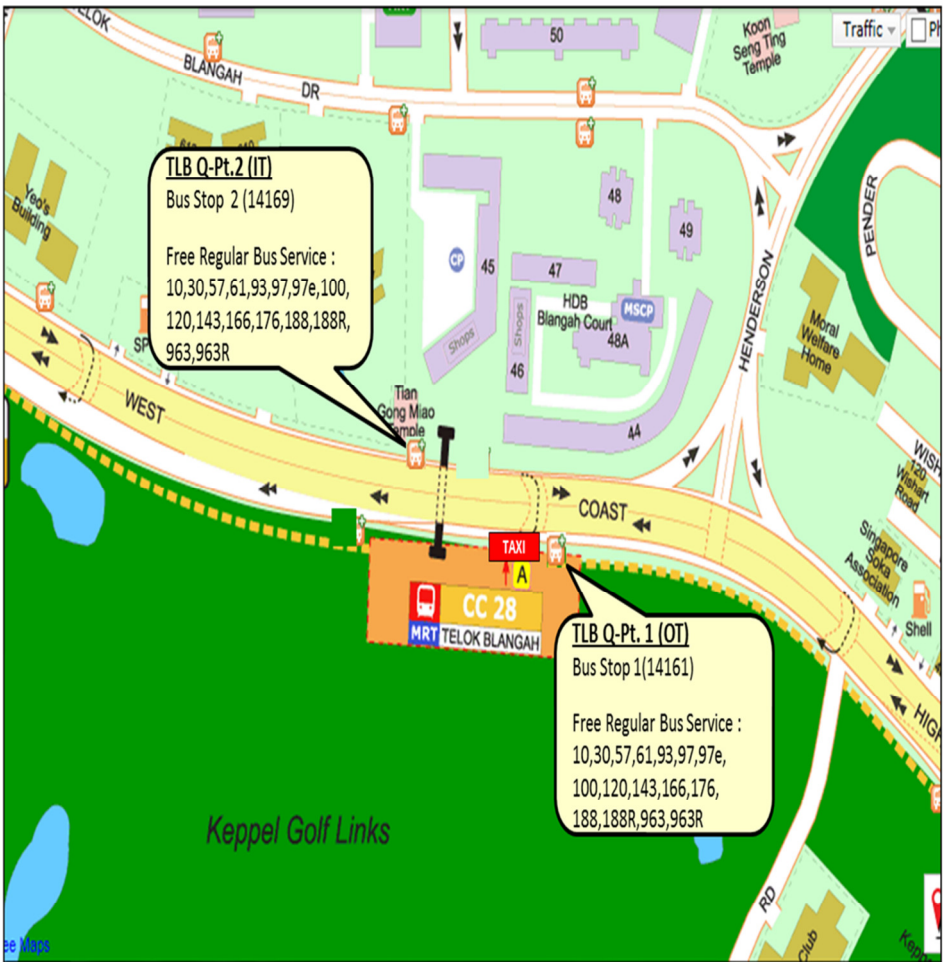 50
Koon
Seng Ting
Temple
Traffic
BLANGAH
DR
TLB Q-Pt.2 (IT)
Bus Stop 2 (14169)
Free Regular Bus Service :
10,30,57,61,93,97,97e,100,
120,143,166,176,188,188R,
963,963R
Yeo's
Building
48
49
PENDER
CP
45
47
HDB
Blangah Court
MSCP
48A
Shops
Shops
46
HENDERSON
Moral
Welfare
Home
SP
WEST
Tian
Gong Miao
Temple
44
COAST
120
Wishart
Road
Singapore
Soka
Association
Shell
TAXI
A
CC 28
MRT TELOK BLANGAH
TLB Q-Pt. 1 (OT)
Bus Stop 1(14161)
Free Regular Bus Service :
10,30,57,61,93,97,97e,
100,120,143,166,176,
188,188R,963,963R
HIGH
Keppel Golf Links
RD
Club
ee Maps